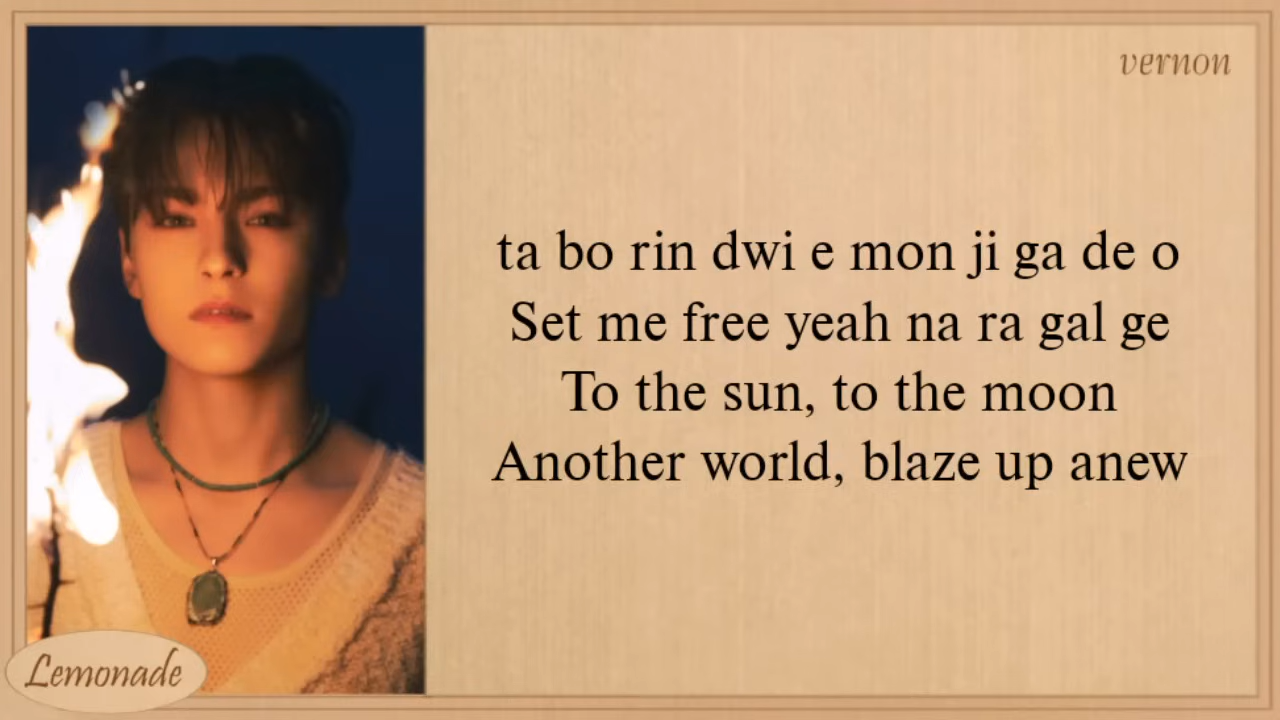 vernon
ta bo rin dwi e mon ji ga de o
Set me free yeah na ra gal ge
To the sun, to the moon
Another world, blaze up anew
Lemonade